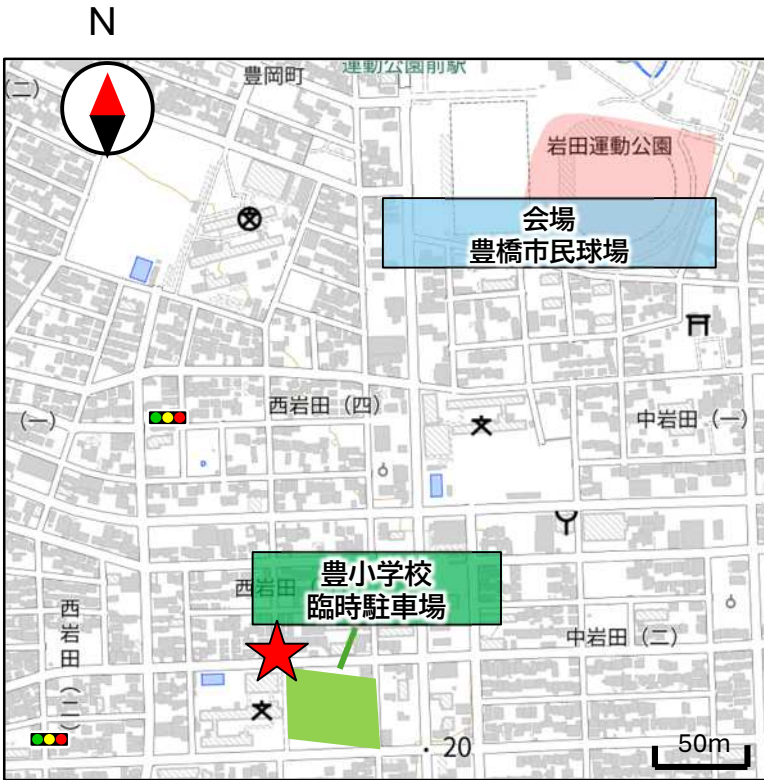 N
運動公園前駅
豊岡町
(二)
岩田運動公園
会場
豊橋市民球場
西岩田 (四)
(一)
中岩田 (一)
豊小学校
臨時駐車場
西岩田
西岩田 (二)
中岩田 (二)
20
50m